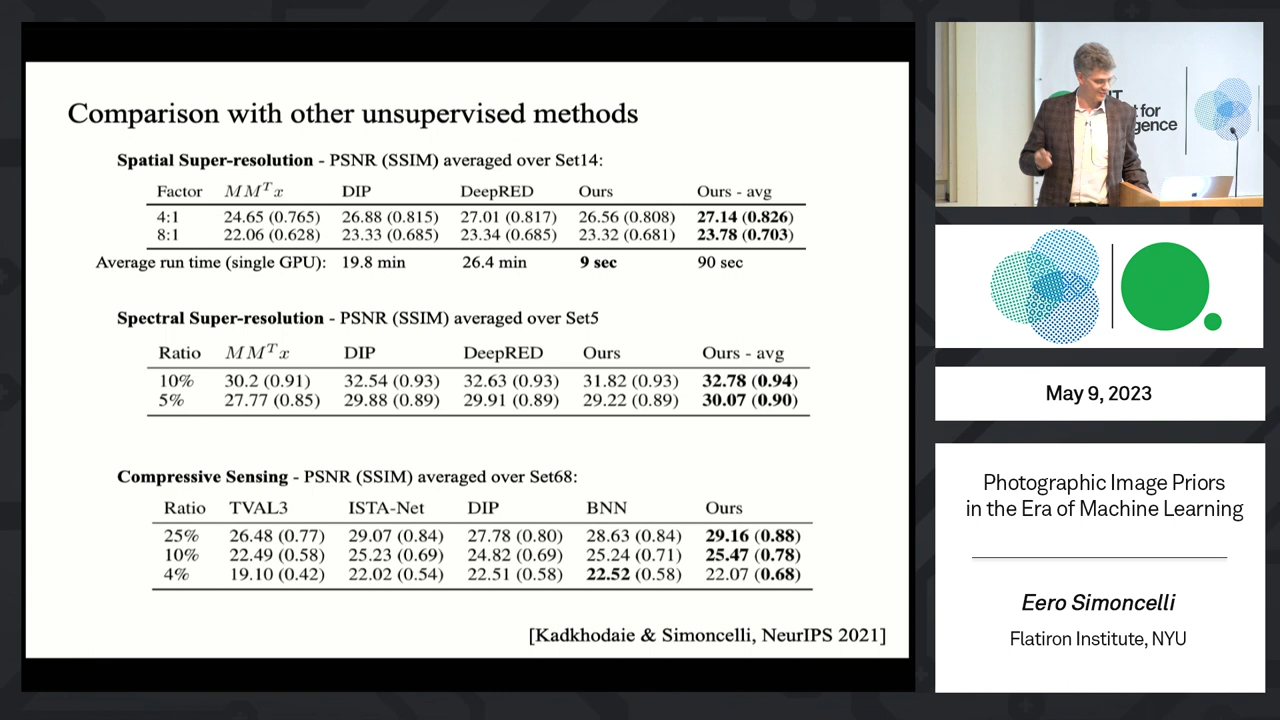 Comparison with other unsupervised methods
Spatial Super-resolution - PSNR (SSIM) averaged over Set14:
Factor MM^T x DIP DeepRED Ours Ours - avg
4:1 24.65 (0.765) 26.88 (0.815) 27.01 (0.817) 26.56 (0.808) 27.14 (0.826)
8:1 22.06 (0.628) 23.33 (0.685) 23.34 (0.685) 23.32 (0.681) 23.78 (0.703)
Average run time (single GPU): 19.8 min 26.4 min 9 sec 90 sec
Spectral Super-resolution - PSNR (SSIM) averaged over Set5
Ratio MM^T x DIP DeepRED Ours Ours - avg
10% 30.2 (0.91) 32.54 (0.93) 32.63 (0.93) 31.82 (0.93) 32.78 (0.94)
5% 27.77 (0.85) 29.88 (0.89) 29.91 (0.89) 29.22 (0.89) 30.07 (0.90)
Compressive Sensing - PSNR (SSIM) averaged over Set68:
Ratio TVAL3 ISTA-Net DIP BNN Ours
25% 26.48 (0.77) 29.07 (0.84) 27.78 (0.80) 28.63 (0.84) 29.16 (0.88)
10% 22.49 (0.58) 25.23 (0.69) 24.82 (0.69) 25.24 (0.71) 25.47 (0.78)
4% 19.10 (0.42) 22.02 (0.54) 22.51 (0.58) 22.52 (0.58) 22.07 (0.68)
[Kadkhodaie & Simoncelli, NeurIPS 2021]
May 9, 2023
Photographic Image Priors
in the Era of Machine Learning
Eero Simoncelli
Flatiron Institute, NYU